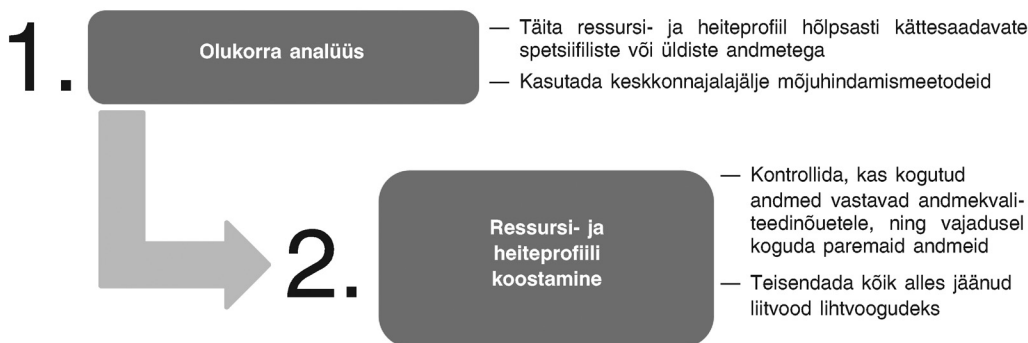 1.
Olukorra analüüs
— Täita ressursi- ja heiteprofiil hõlpsasti kättesaadavate
spetsiifiliste või üldiste andmetega
— Kasutada keskkonnajalajälje mõjuhindamismeetodeid
2.
Ressursi- ja
heiteprofiili
koostamine
— Kontrollida, kas kogutud
andmed vastavad andmekvali-
teedinõuetele, ning vajadusel
koguda paremaid andmeid
— Teisendada kõik alles jäänud
liitvood lihtvoogudeks